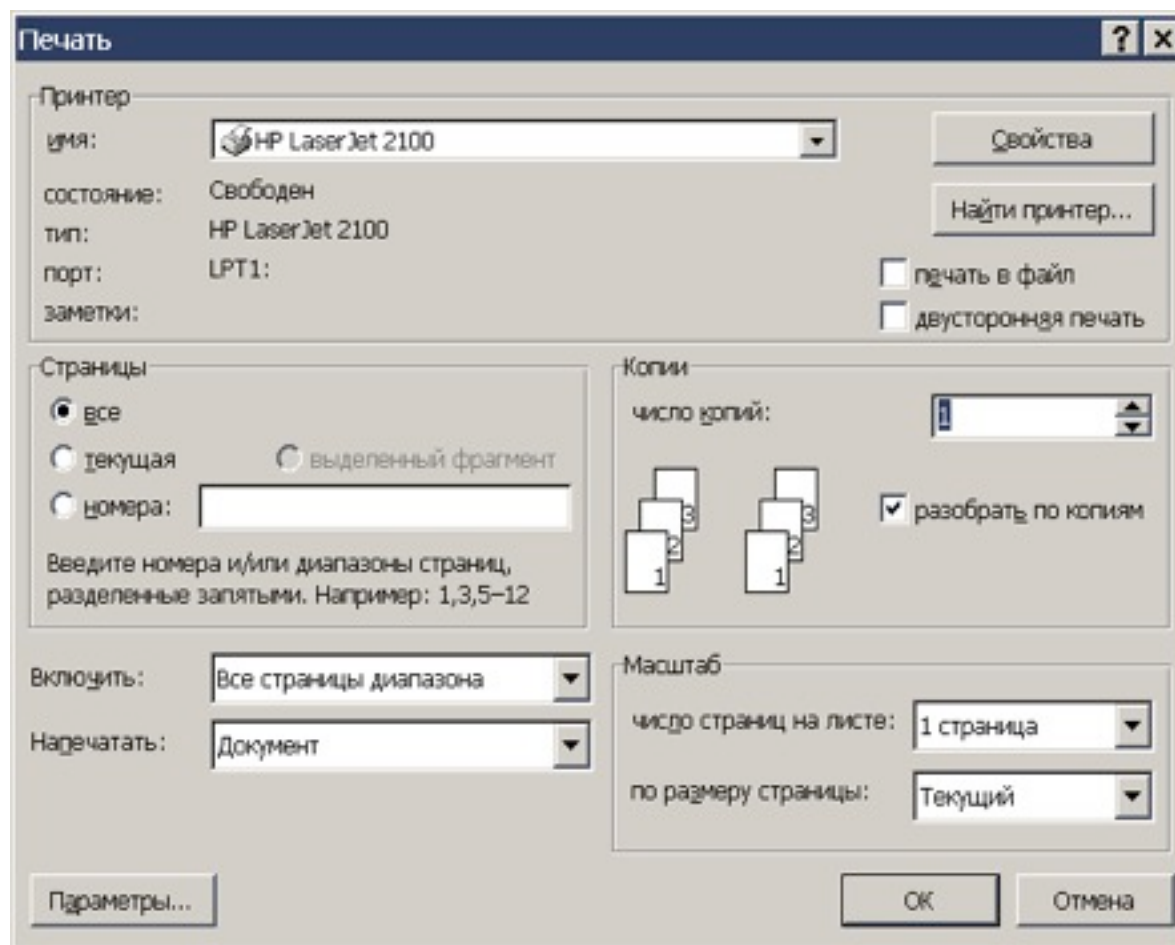 Печать
Принтер
имя: HP LaserJet 2100 Свойства
состояние: Свободен
Найти принтер...
тип: HP LaserJet 2100
порт: LPT1: печать в файл
заметки: двусторонняя печать
Страницы
все
текущая выделенный фрагмент
номера:
Введите номера и/или диапазоны страниц,
разделенные запятыми. Например: 1,3,5–12
Копии
число копий: 1
3 3
2 2
1 1
разобрать по копиям
Включить: Все страницы диапазона
Напечатать: Документ
Масштаб
число страниц на листе: 1 страница
по размеру страницы: Текущий
Параметры... ОК Отмена